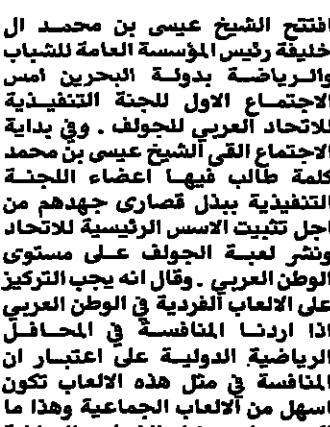 افتتح الشيخ عيسى بن محمد ال
خليفة رئيس المؤسسة العامة للشباب
والرياضة بدولة البحرين امس
الاجتماع الاول للجنة التنفيذية
للاتحاد العربي للجولف . وفي بداية
الاجتماع القى الشيخ عيسى بن محمد
كلمة طالب فيها اعضاء اللجنة
التنفيذية ببذل قصارى جهدهم من
اجل تثبيت الاسس الرئيسية للاتحاد
ونشر لعبة الجولف على مستوى
الوطن العربي . وقال انه يجب التركيز
على الالعاب الفردية في الوطن العربي
اذا اردنا المنافسة في المحافل
الرياضية الدولية على اعتبار ان
المنافسة في مثل هذه الالعاب تكون
اسهل من الالعاب الجماعية وهذا ما